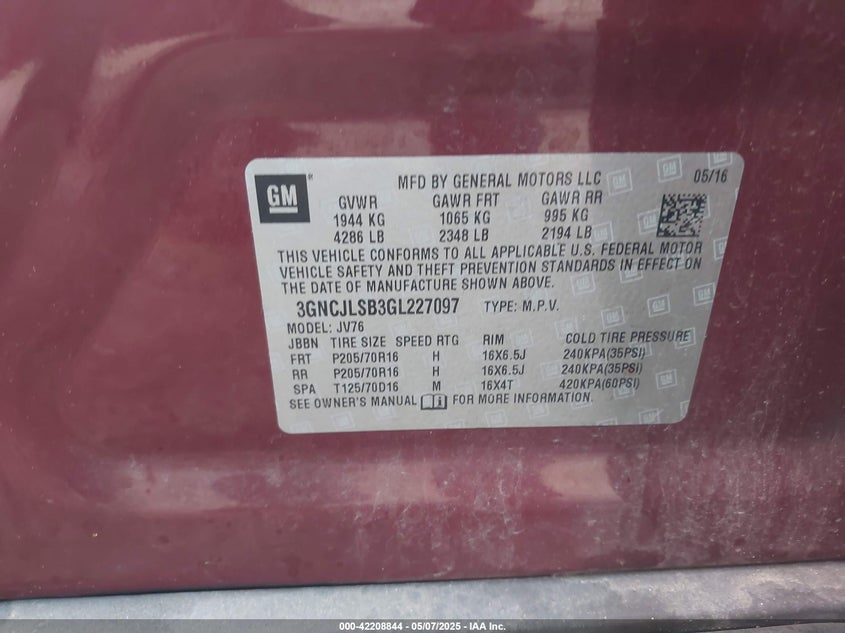 GM ®
MFD BY GENERAL MOTORS LLC 05/16
GVWR GAWR FRT GAWR RR
1944 KG 1065 KG 995 KG
4286 LB 2348 LB 2194 LB
THIS VEHICLE CONFORMS TO ALL APPLICABLE U.S. FEDERAL MOTOR
VEHICLE SAFETY AND THEFT PREVENTION STANDARDS IN EFFECT ON
THE DATE OF MANUFACTURE SHOWN ABOVE.
3GNCJLSB3GL227097 TYPE: M.P.V.
MODEL: JV76
JBBN TIRE SIZE SPEED RTG RIM COLD TIRE PRESSURE
FRT P205/70R16 H 16X6.5J 240KPA(35PSI)
RR P205/70R16 H 16X6.5J 240KPA(35PSI)
SPA T125/70D16 M 16X4T 420KPA(60PSI)
SEE OWNER'S MANUAL FOR MORE INFORMATION.
000-42208844 - 05/07/2025 - IAA Inc.